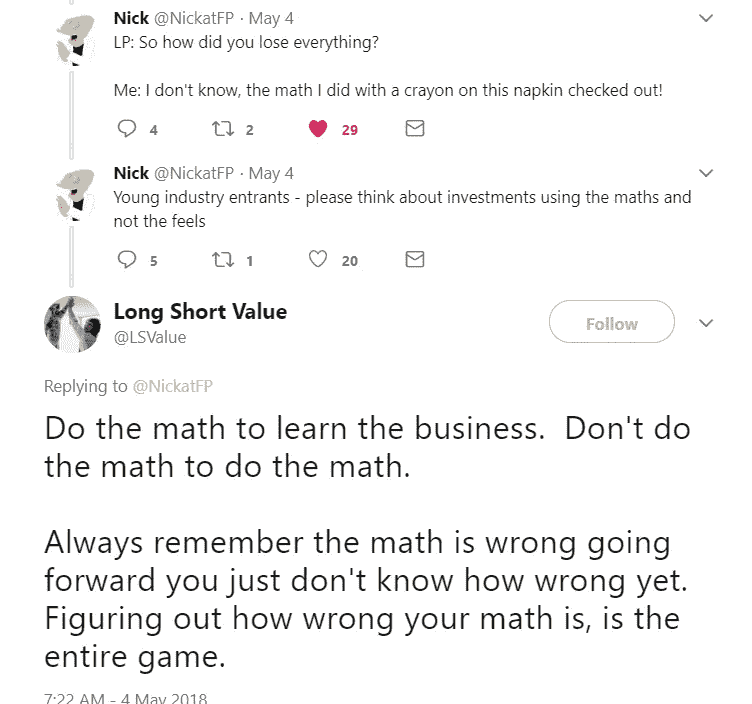 Nick @NickatFP · May 4
LP: So how did you lose everything?
Me: I don't know, the math I did with a crayon on this napkin checked out!
4 2 29
Nick @NickatFP · May 4
Young industry entrants - please think about investments using the maths and
not the feels
5 1 20
Long Short Value
@LSValue
Follow
Replying to @NickatFP
Do the math to learn the business.  Don't do
the math to do the math.
Always remember the math is wrong going
forward you just don't know how wrong yet.
Figuring out how wrong your math is, is the
entire game.
7:22 AM - 4 May 2018